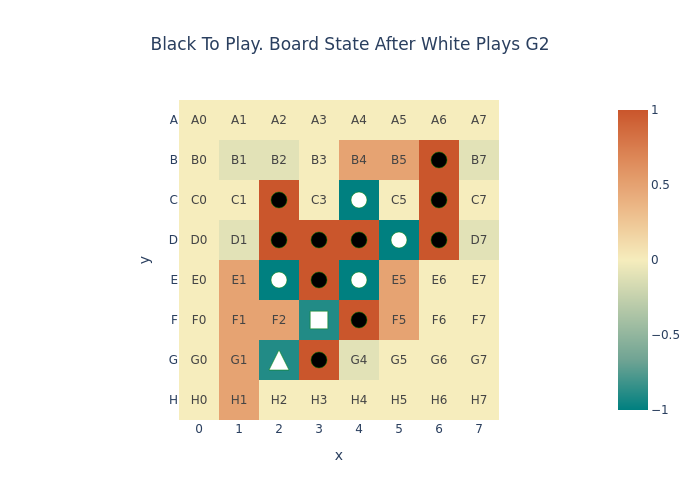 Black To Play. Board State After White Plays G2
A A0 A1 A2 A3 A4 A5 A6 A7
B B0 B1 B2 B3 B4 B5 B7
C C0 C1 C3 C5 C7
D D0 D1 D7
E E0 E1 E5 E6 E7
F F0 F1 F2 F5 F6 F7
G G0 G1 G4 G5 G6 G7
H H0 H1 H2 H3 H4 H5 H6 H7
0 1 2 3 4 5 6 7
x
y
1
0.5
0
−0.5
−1